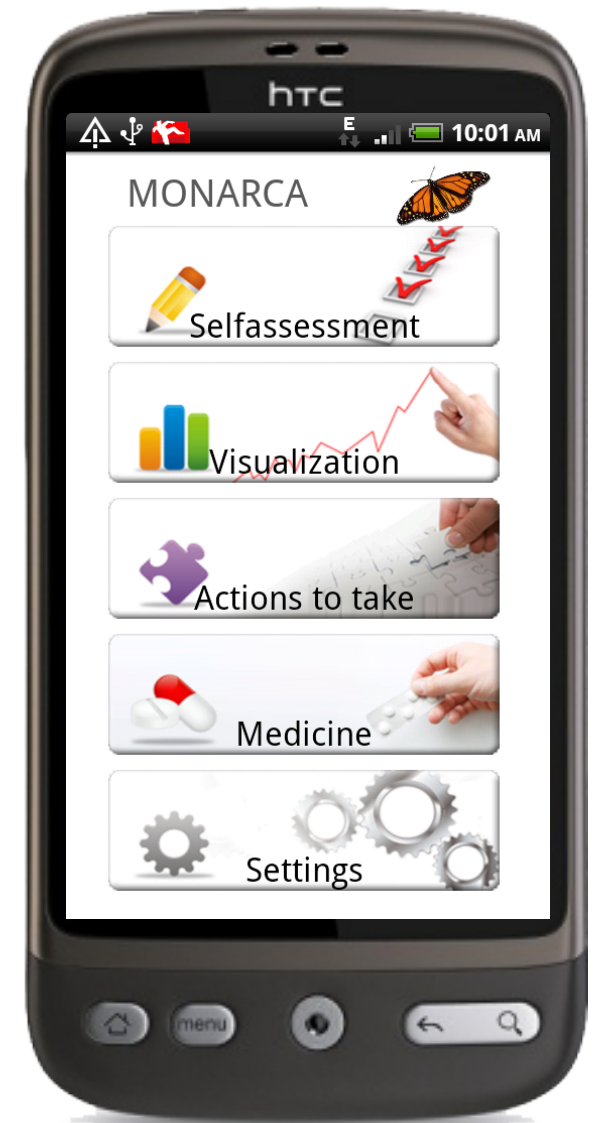 hTC
E
10:01 AM
MONARCA
Selfassessment
Visualization
Actions to take
Medicine
Settings
menu